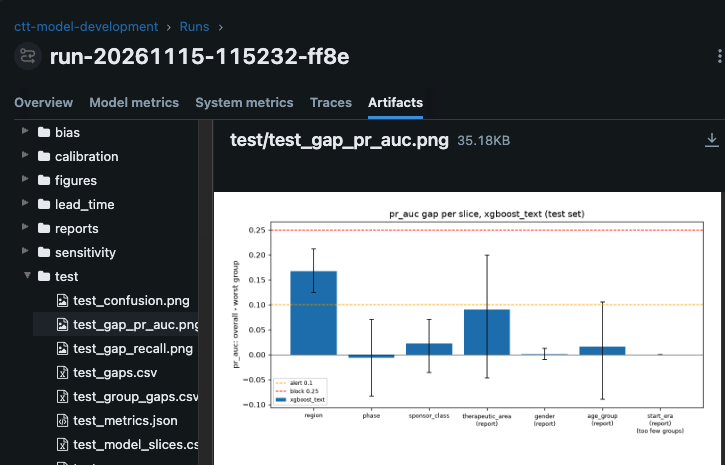 ctt-model-development › Runs ›
run-20261115-115232-ff8e
Overview Model metrics System metrics Traces Artifacts
bias
calibration
figures
lead_time
reports
sensitivity
test
test_confusion.png
test_gap_pr_auc.png
test_gap_recall.png
test_gaps.csv
test_group_gaps.csv
test_metrics.json
test_model_slices.cs
test/test_gap_pr_auc.png 35.18KB
pr_auc gap per slice, xgboost_text (test set)
pr_auc: overall - worst group
0.25
0.20
0.15
0.10
0.05
0.00
−0.05
−0.10
alert 0.1
block 0.25
xgboost_text
region
phase
sponsor_class
therapeutic_area
(report)
gender
(report)
age_group
(report)
start_era
(report)
(too few groups)